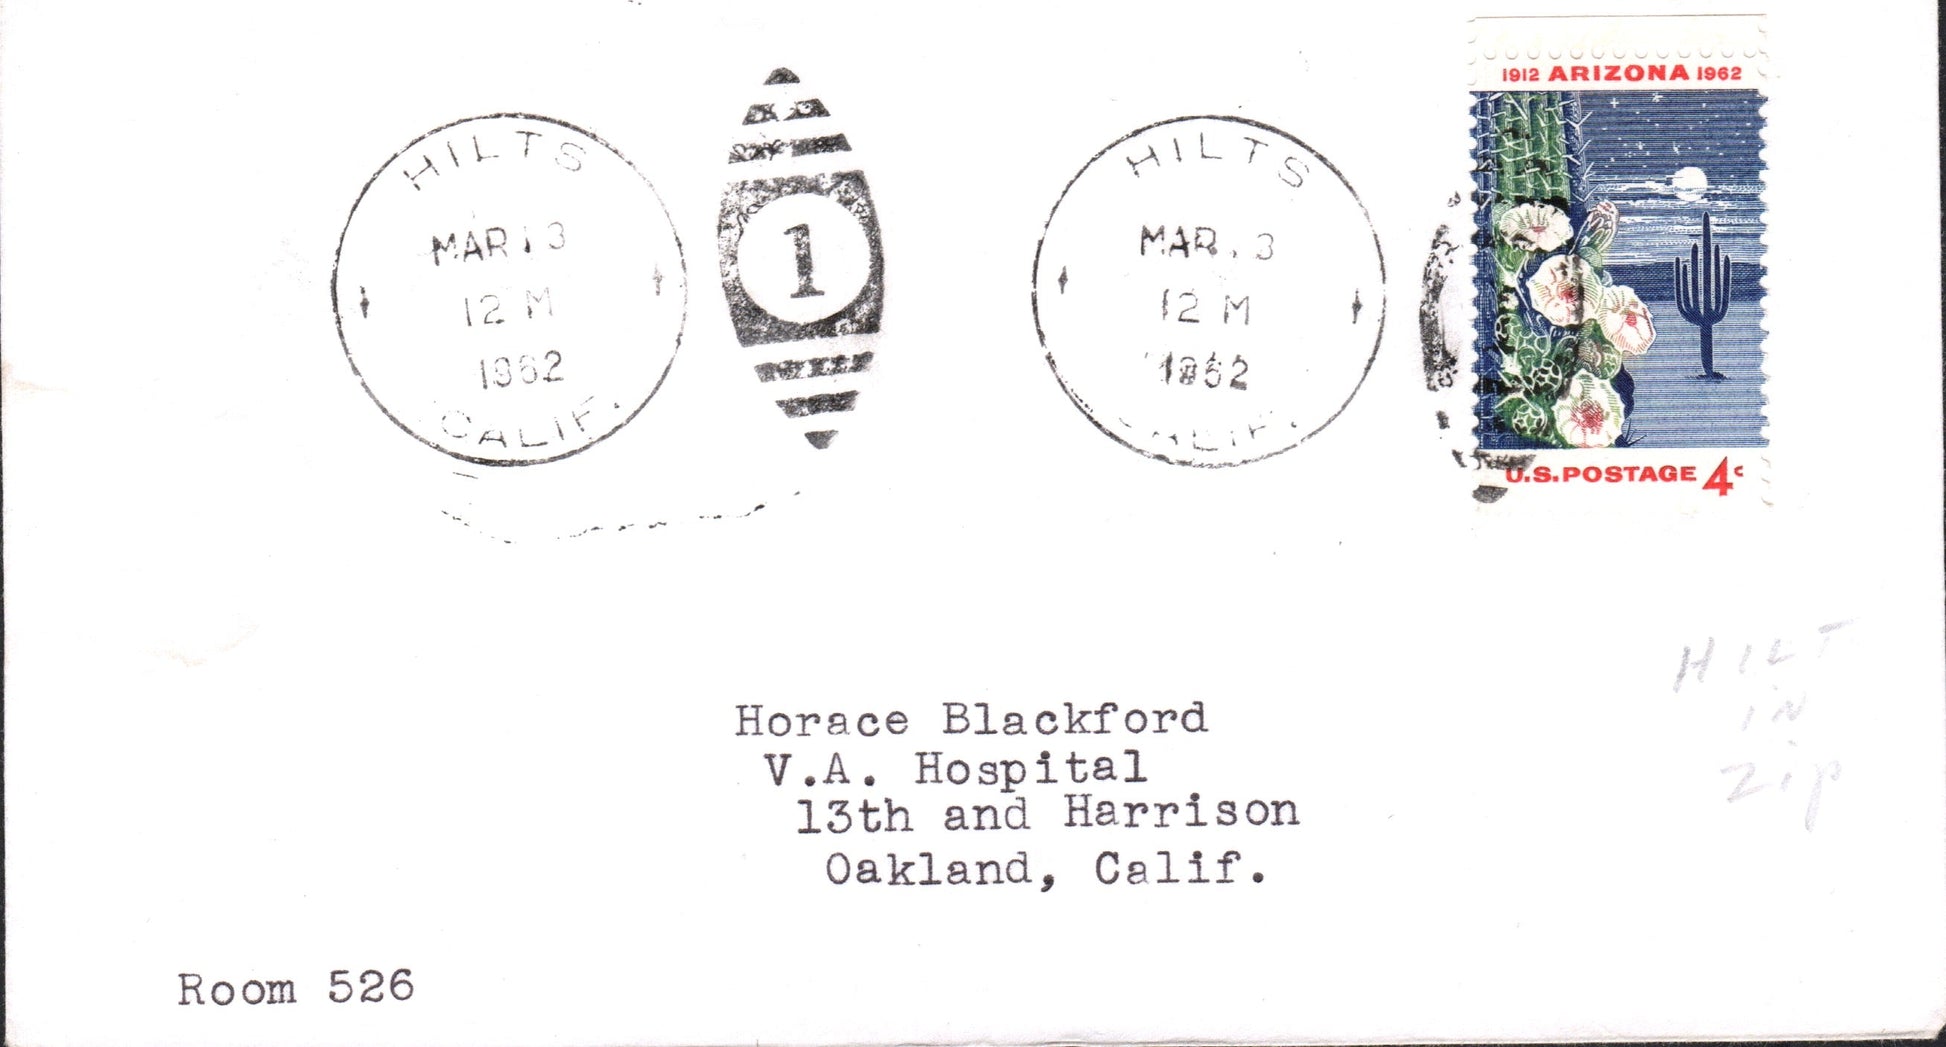 HILTS
MAR 13
12 M
1962
CALIF.
1
HILTS
MAR 13
12 M
1962
CALIF.
1912 ARIZONA 1962
U.S. POSTAGE 4c
HILT
in
Zip
Horace Blackford
V.A. Hospital
13th and Harrison
Oakland, Calif.
Room 526